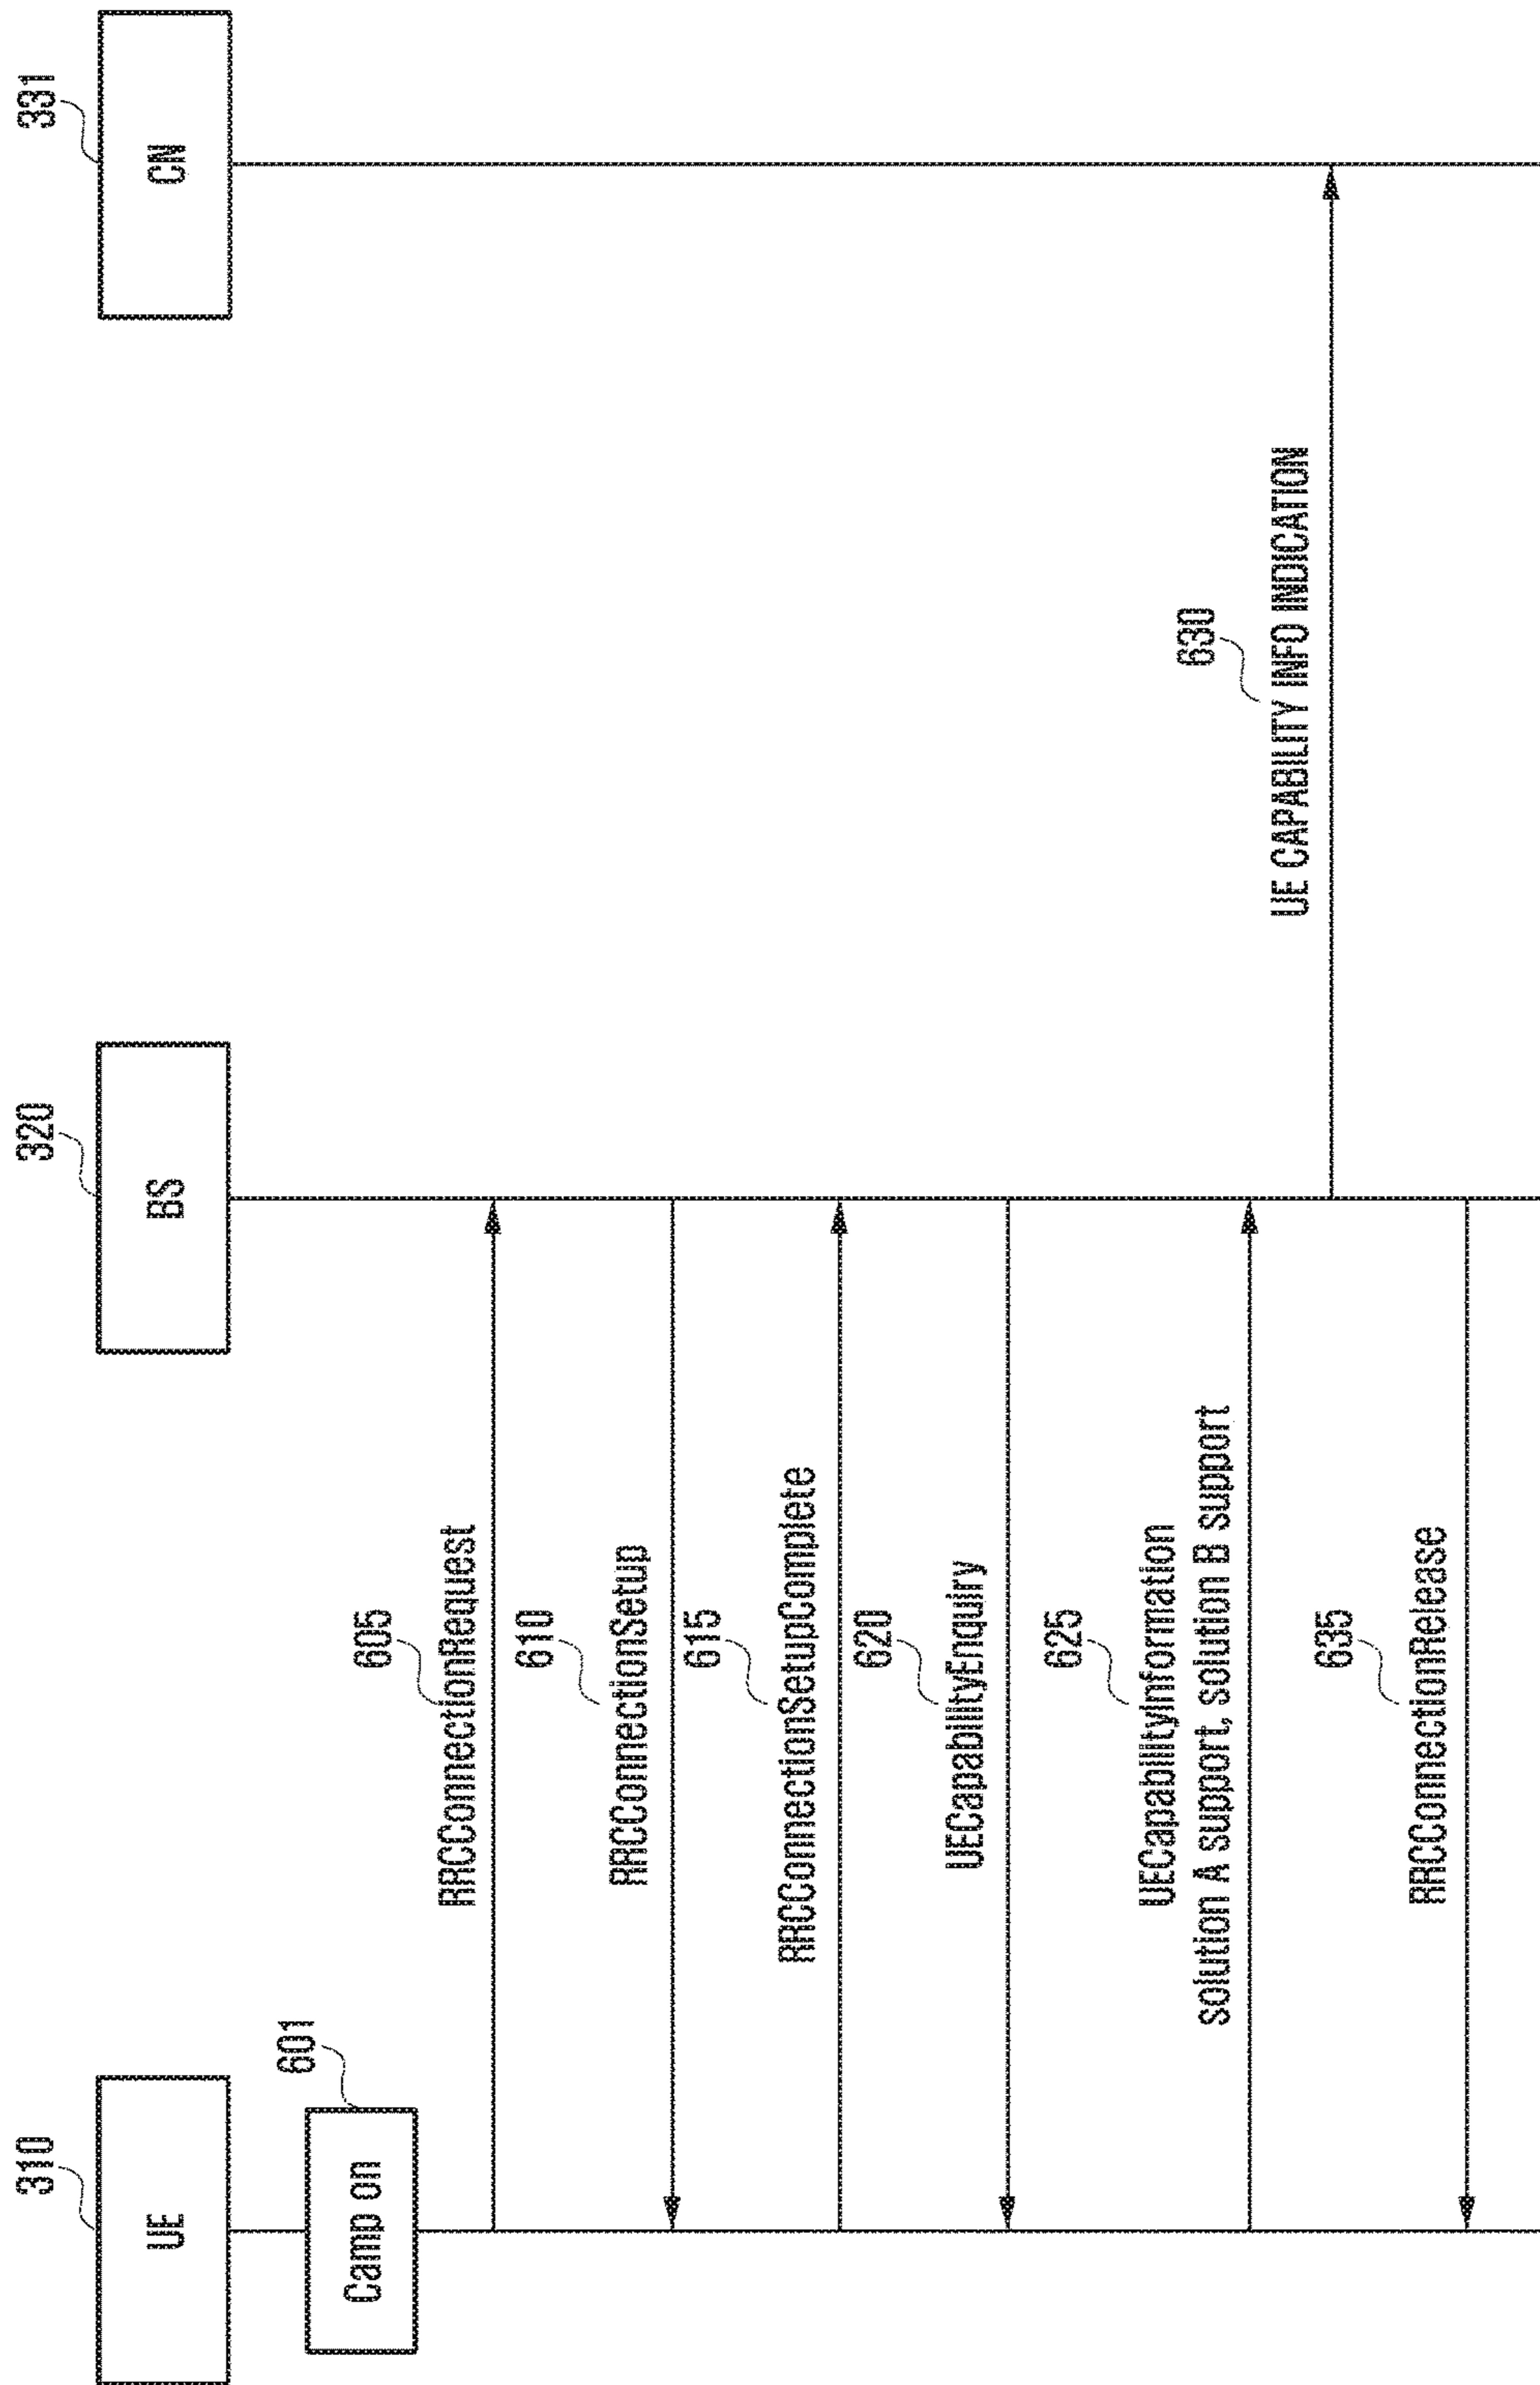 310
UE
320
BS
331
CN
601
Camp on
605
RRCConnectionRequest
610
RRCConnectionSetup
615
RRCConnectionSetupComplete
620
UECapabilityEnquiry
625
UECapabilityInformation
solution A support, solution B support
630
UE CAPABILITY INFO INDICATION
635
RRCConnectionRelease